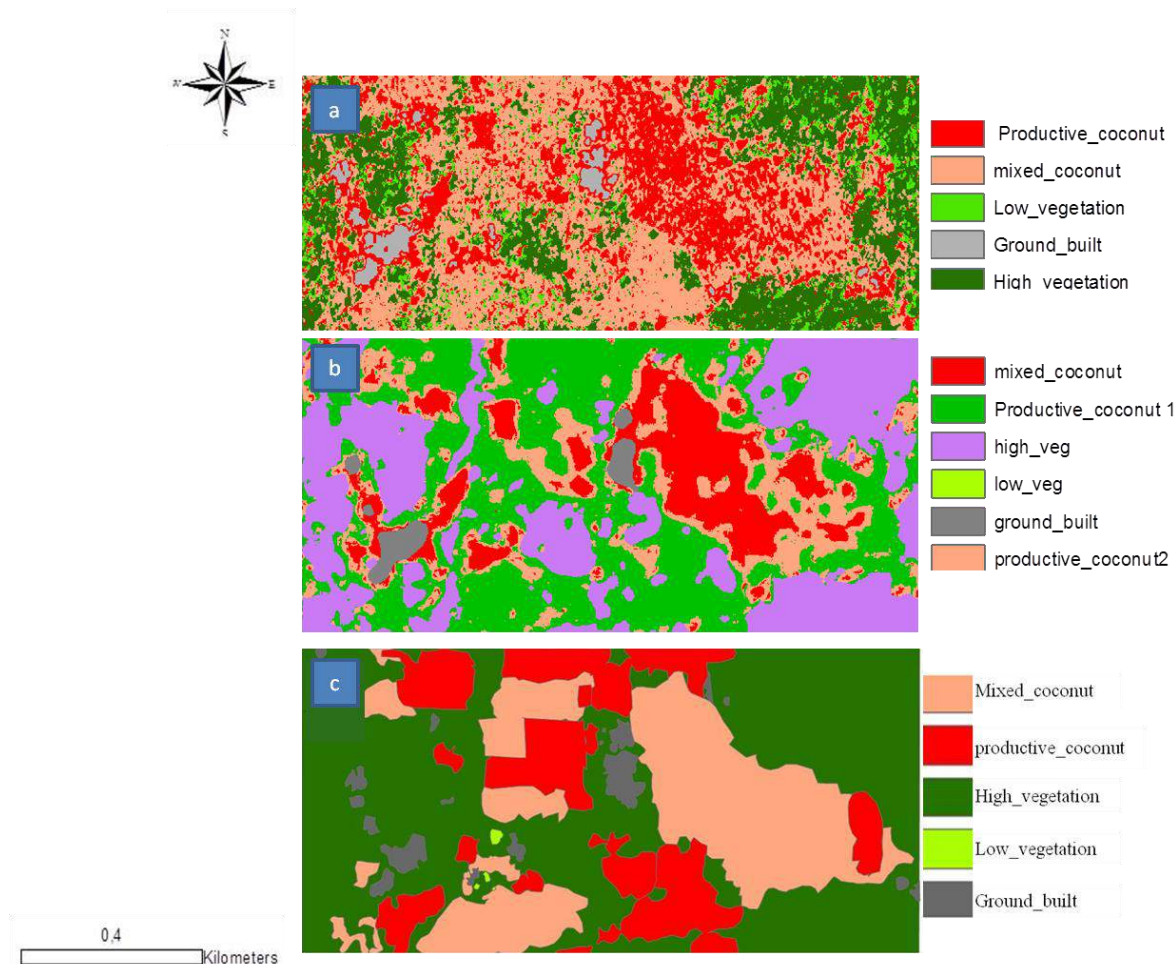 N
W
E
S
a
Productive_coconut
mixed_coconut
Low_vegetation
Ground_built
High_vegetation
b
mixed_coconut
Productive_coconut 1
high_veg
low_veg
ground_built
productive_coconut2
c
Mixed_coconut
productive_coconut
High_vegetation
Low_vegetation
Ground_built
0,4
Kilometers